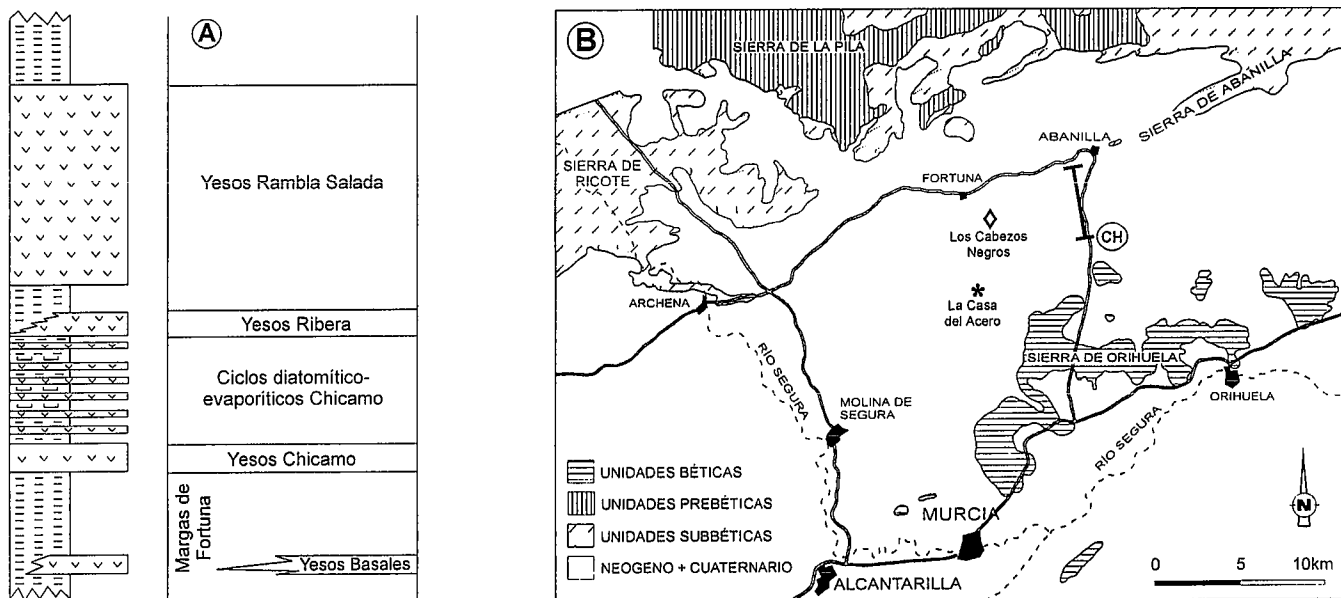 A
Yesos Rambla Salada
Yesos Ribera
Ciclos diatomítico-
evaporíticos Chicamo
Yesos Chicamo
Margas de
Fortuna
Yesos Basales
B
SIERRA DE LA PILA
SIERRA DE ABANILLA
ABANILLA
SIERRA DE
RICOTE
FORTUNA
Los Cabezos
Negros
CH
ARCHENA
La Casa
del Acero
RÍO SEGURA
SIERRA DE ORIHUELA
ORIHUELA
MOLINA DE
SEGURA
RÍO SEGURA
UNIDADES BÉTICAS
UNIDADES PREBÉTICAS
UNIDADES SUBBÉTICAS
NEOGENO + CUATERNARIO
MURCIA
ALCANTARILLA
N
0 5 10km